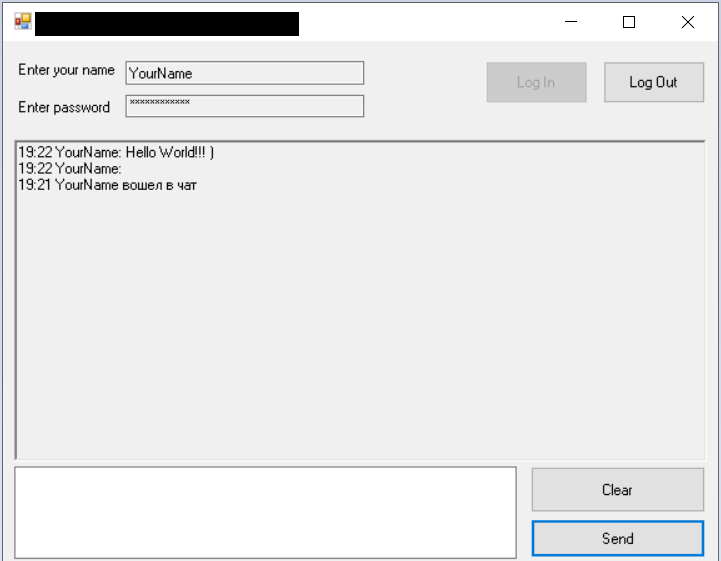 Enter your name YourName
Log In
Log Out
Enter password ************
19:22 YourName: Hello World!!! )
19:22 YourName:
19:21 YourName вошел в чат
Clear
Send